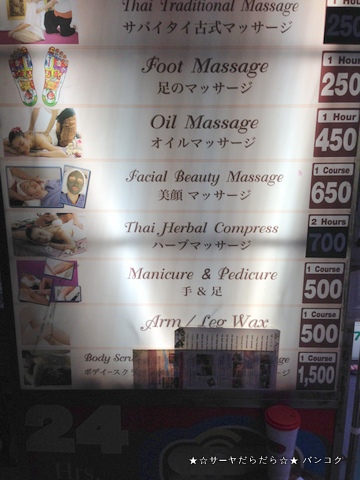 Thai Traditional Massage
サバイタイ古式マッサージ
250
Foot Massage
足のマッサージ
1 Hour
250
Oil Massage
オイルマッサージ
1 Hour
450
Facial Beauty Massage
美顔 マッサージ
1 Course
650
Thai Herbal Compress
ハーブマッサージ
2 Hours
700
Manicure & Pedicure
手 & 足
1 Course
500
Arm / Leg Wax
1 Course
500
Body
ボディースク
1 Course
1,500
24
Hrs.
★☆サーヤだらだら☆★ バンコク